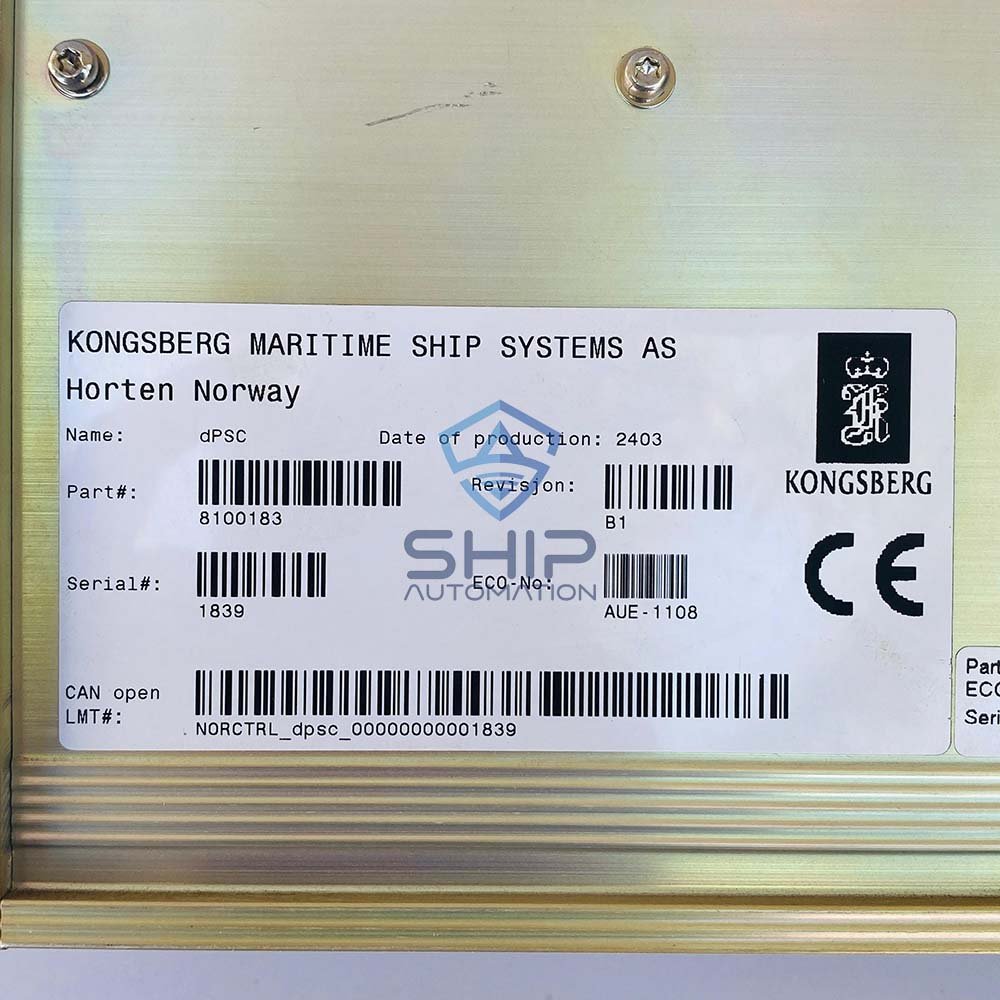 KONGSBERG MARITIME SHIP SYSTEMS AS
Horten Norway
Name: dPSC Date of production: 2403
Part#: Revisjon:
8100183 B1
KONGSBERG
Serial#: ECO-No:
1839 AUE-1108
CE
CAN open
LMT#:
NORCTRL_dpsc_00000000001839
SHIP
AUTOMATION
Part
ECO
Seri